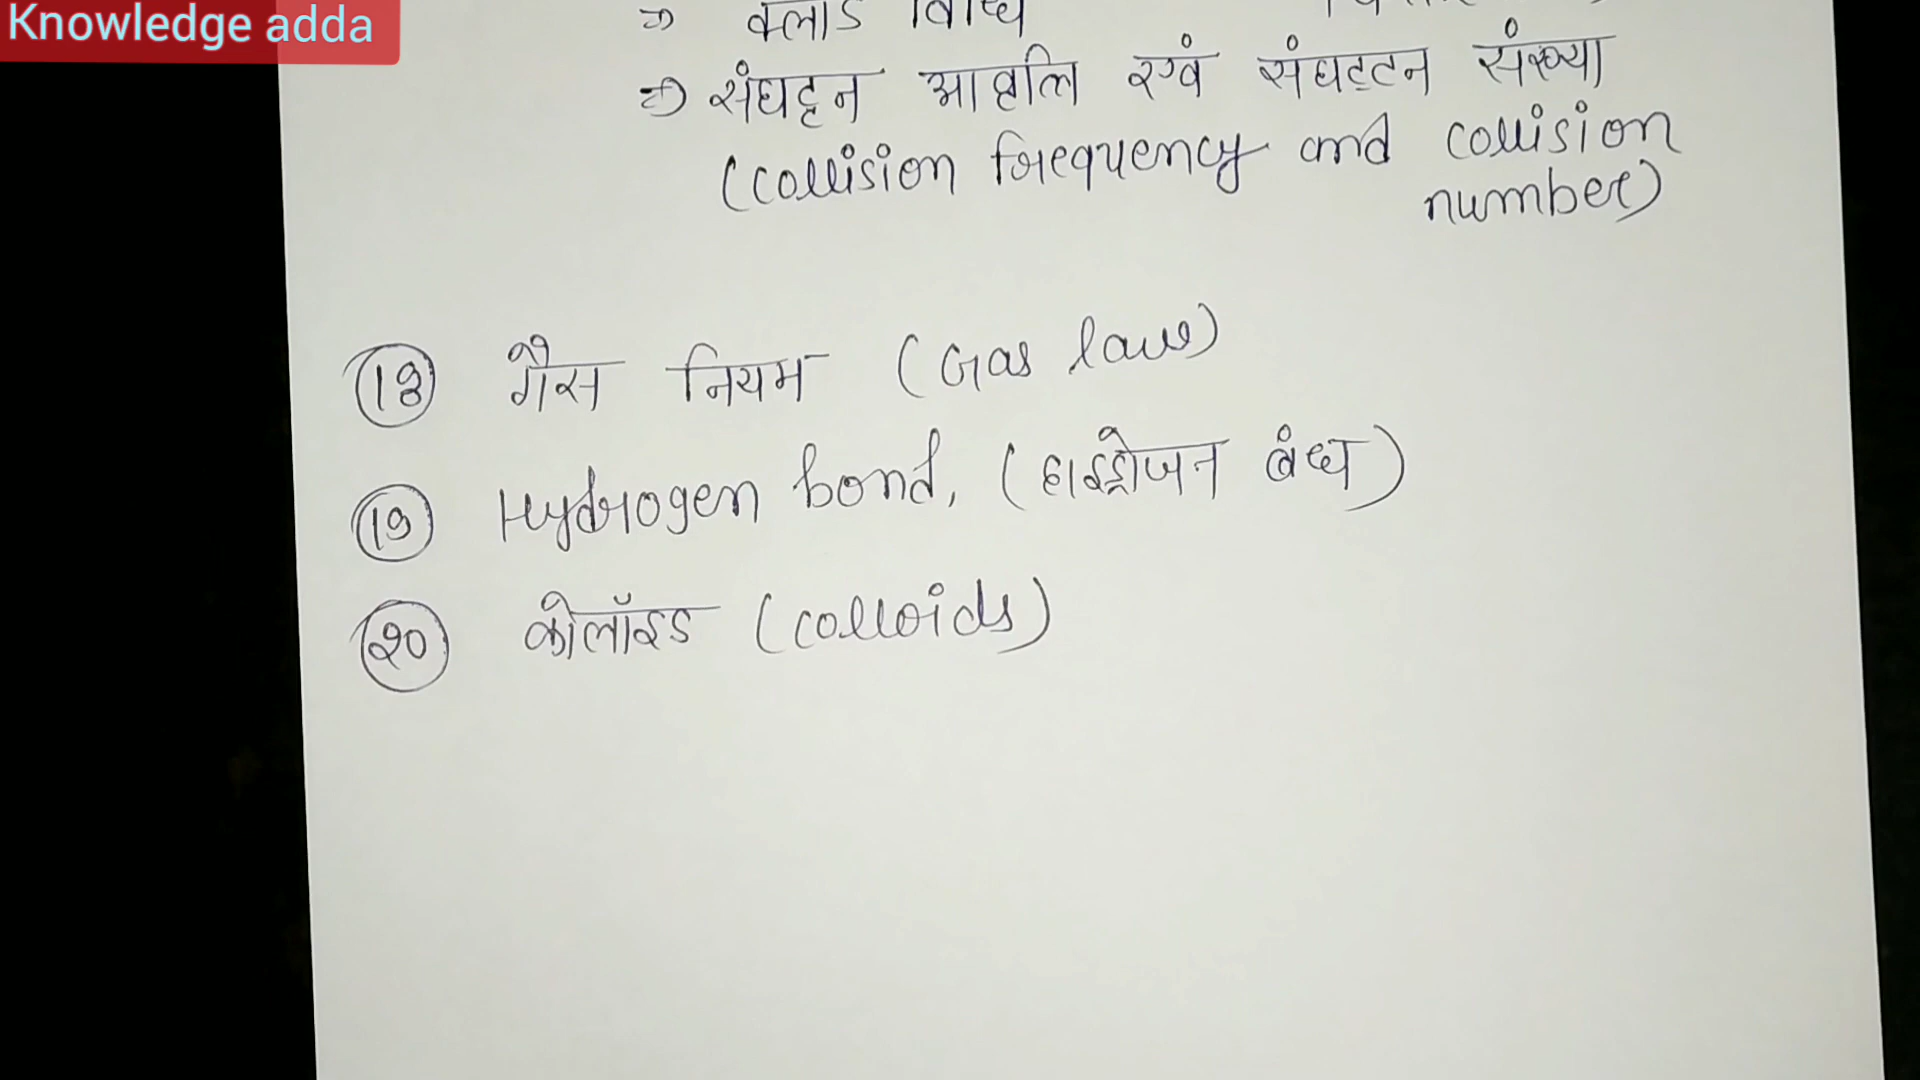 Knowledge adda
⇒ क्लाड विधि
⇒ संघट्टन आवृत्ति एवं संघट्टन संख्या
(collision frequency and collision
number)
(18) गैस नियम (Gas law)
(19) Hydrogen bond, (हाइड्रोजन बंध)
(20) कोलॉइड (colloids)